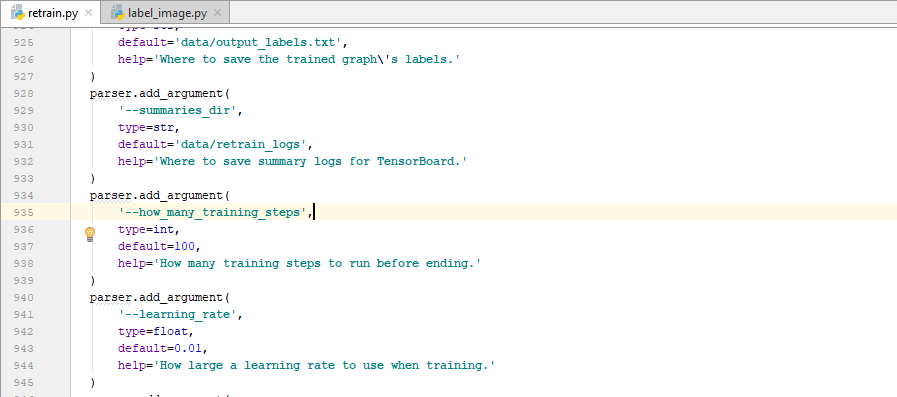 retrain.py label_image.py
925 default='data/output_labels.txt',
926 help='Where to save the trained graph\'s labels.'
927 )
928 parser.add_argument(
929 '--summaries_dir',
930 type=str,
931 default='data/retrain_logs',
932 help='Where to save summary logs for TensorBoard.'
933 )
934 parser.add_argument(
935 '--how_many_training_steps',
936 type=int,
937 default=100,
938 help='How many training steps to run before ending.'
939 )
940 parser.add_argument(
941 '--learning_rate',
942 type=float,
943 default=0.01,
944 help='How large a learning rate to use when training.'
945 )